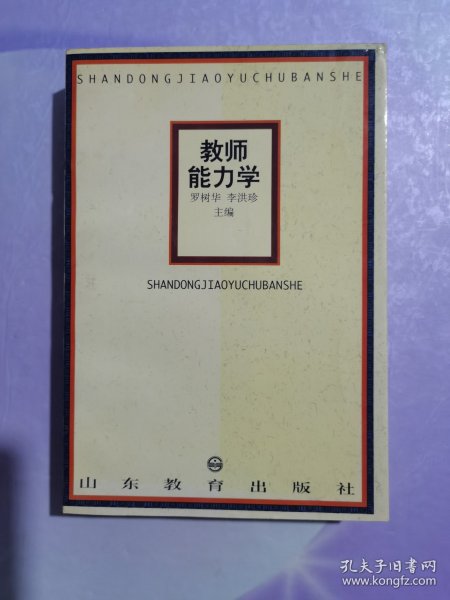 SHANDONGJIAOYUCHUBANSHE
教师
能力学
罗树华 李洪珍
主编
SHANDONGJIAOYUCHUBANSHE
山东教育出版社
孔夫子旧书网
www.kongfz.com